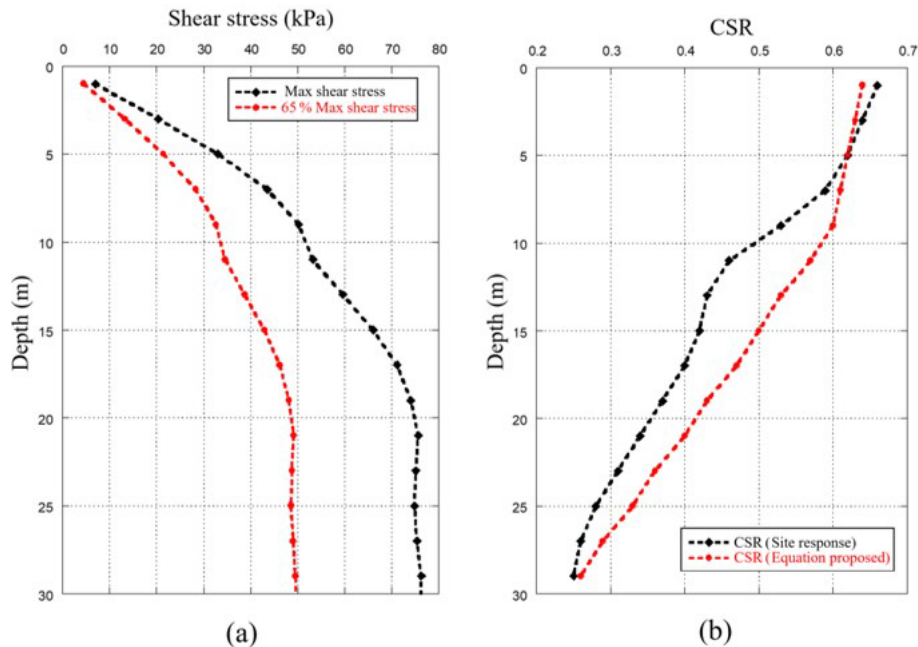 Shear stress (kPa)
0 10 20 30 40 50 60 70 80
0
5
10
15
20
25
30
Depth (m)
Max shear stress
65 % Max shear stress
(a)
CSR
0.2 0.3 0.4 0.5 0.6 0.7
0
5
10
15
20
25
30
Depth (m)
CSR (Site response)
CSR (Equation proposed)
(b)